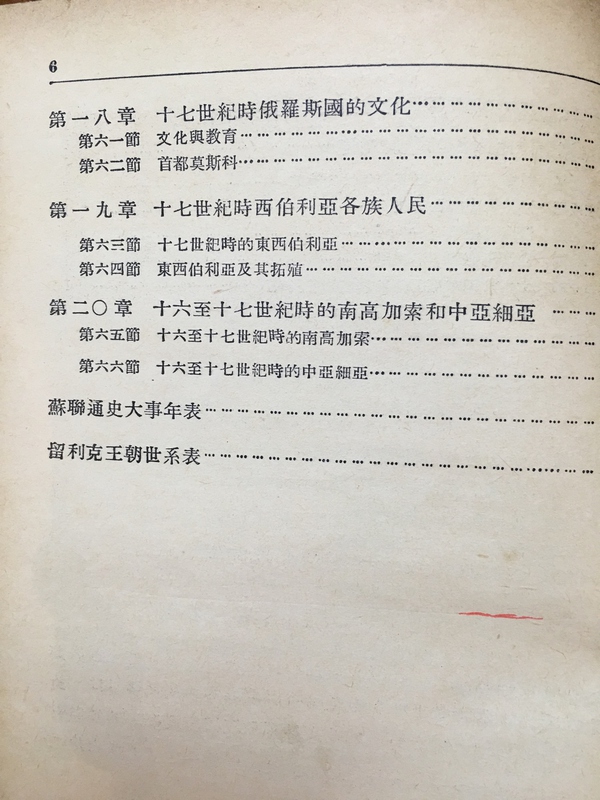 6
第一八章 十七世紀時俄羅斯國的文化………………………
第六一節 文化與教育………………………………………
第六二節 首都莫斯科………………………………………
第一九章 十七世紀時西伯利亞各族人民…………………
第六三節 十七世紀時的東西伯利亞………………………
第六四節 東西伯利亞及其拓殖……………………………
第二〇章 十六至十七世紀時的南高加索和中亞細亞……
第六五節 十六至十七世紀時的南高加索…………………
第六六節 十六至十七世紀時的中亞細亞…………………
蘇聯通史大事年表……………………………………………
留利克王朝世系表……………………………………………